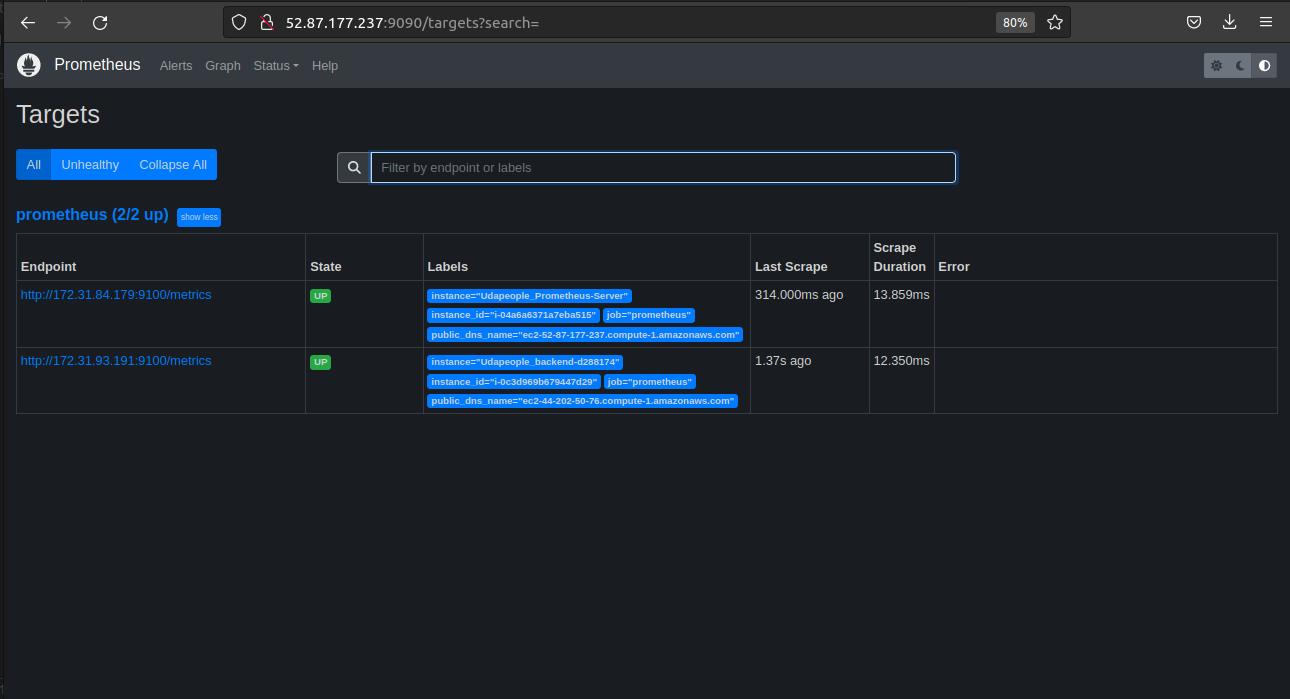 52.87.177.237:9090/targets?search=
80%
Prometheus Alerts Graph Status Help
Targets
All Unhealthy Collapse All
Filter by endpoint or labels
prometheus (2/2 up) show less
Endpoint State Labels Last Scrape Scrape Duration Error
http://172.31.84.179:9100/metrics UP instance="Udapeople_Prometheus-Server" 314.000ms ago 13.859ms
instance_id="i-04a6a6371a7eba515" job="prometheus"
public_dns_name="ec2-52-87-177-237.compute-1.amazonaws.com"
http://172.31.93.191:9100/metrics UP instance="Udapeople_backend-d288174" 1.37s ago 12.350ms
instance_id="i-0c3d969b679447d29" job="prometheus"
public_dns_name="ec2-44-202-50-76.compute-1.amazonaws.com"